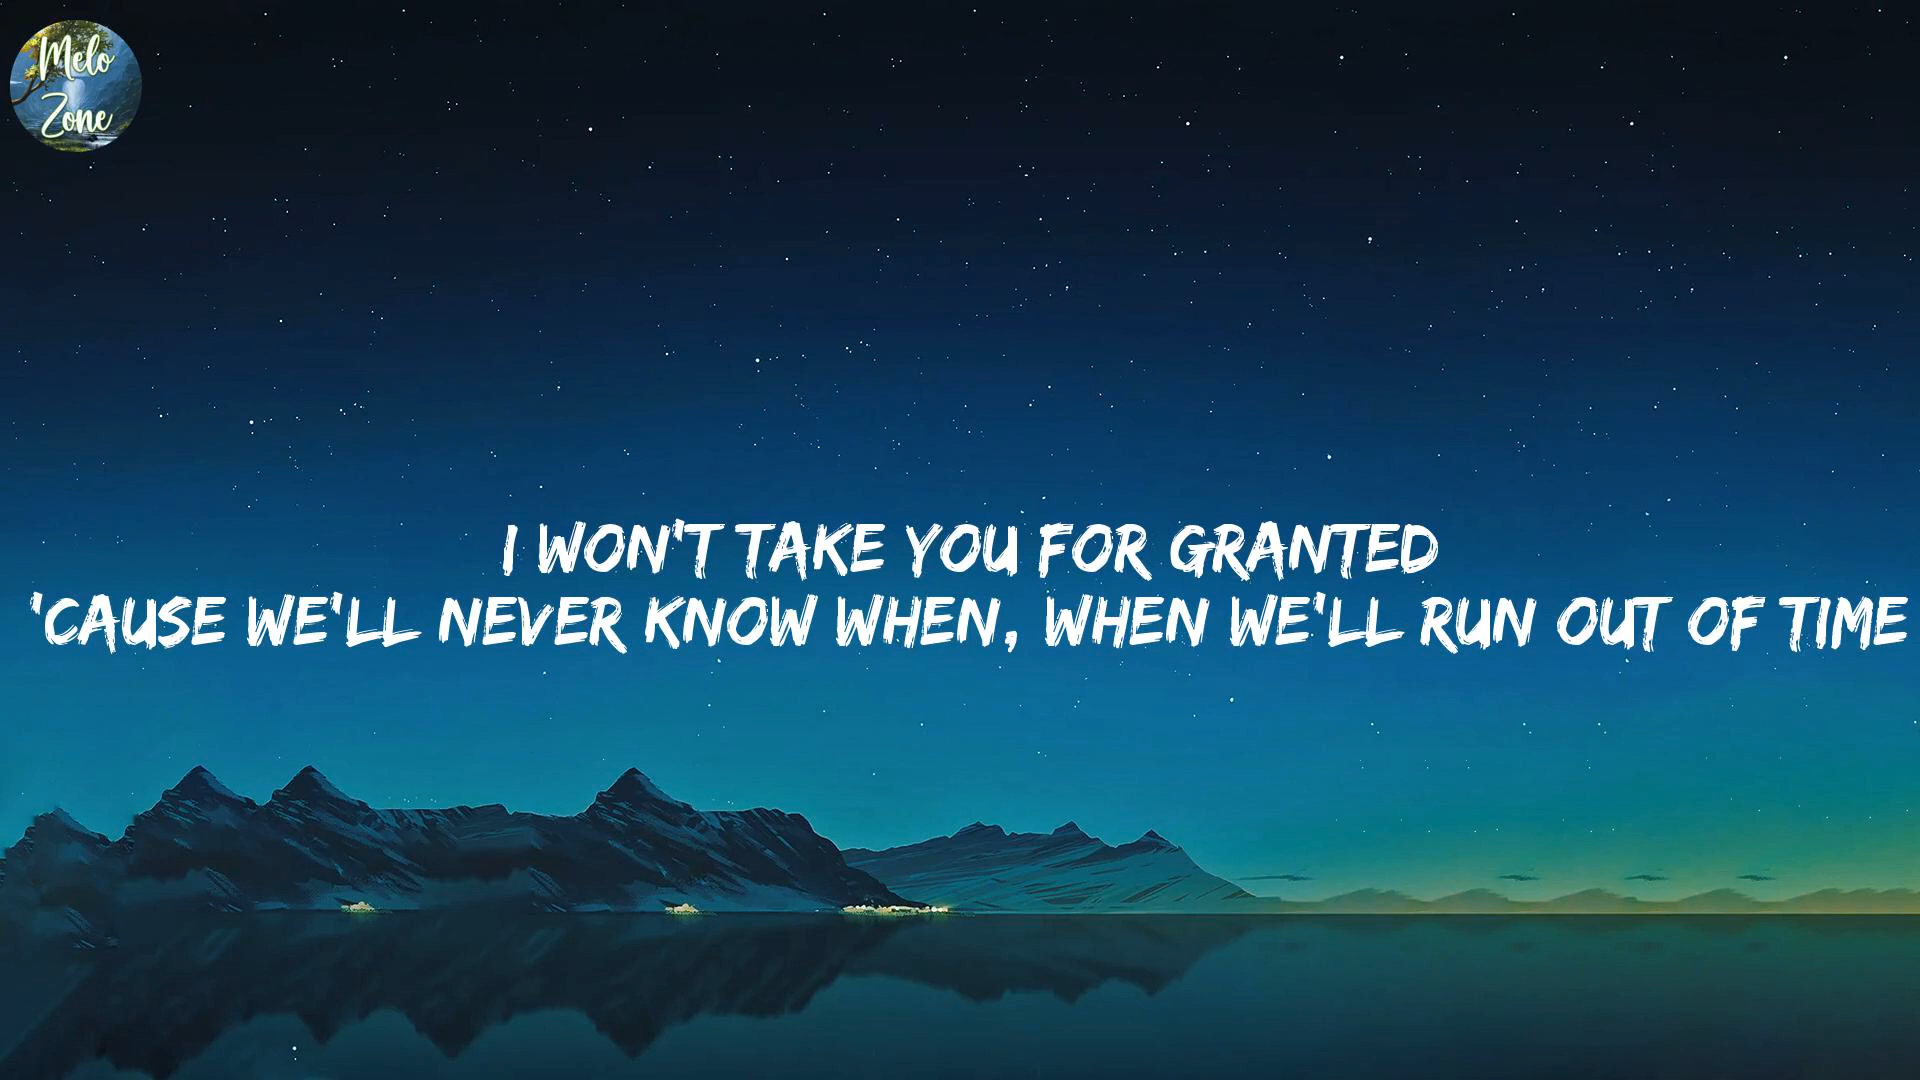 Melo
Zone
I WON'T TAKE YOU FOR GRANTED
'CAUSE WE'LL NEVER KNOW WHEN, WHEN WE'LL RUN OUT OF TIME